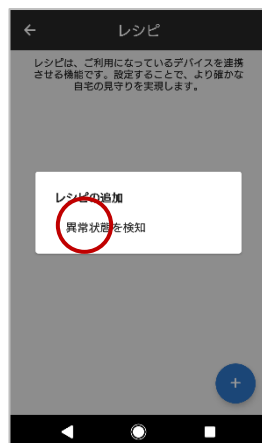 レシピ
レシピは、ご利用になっているデバイスを連携
させる機能です。設定することで、より確かな
自宅の見守りを実現します。
レシピの追加
異常状態を検知